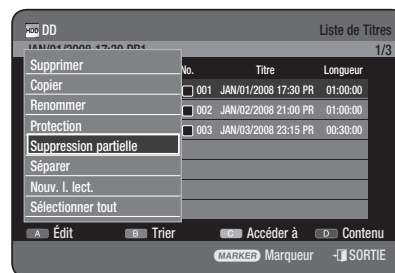 HDD DD Liste de Titres
JAN/01/2008 17:30 PR1 1/3
Supprimer
Copier
Renommer
Protection
Suppression partielle
Séparer
Nouv. l. lect.
Sélectionner tout
No. Titre Longueur
001 JAN/01/2008 17:30 PR 01:00:00
002 JAN/02/2008 21:00 PR 01:00:00
003 JAN/03/2008 23:15 PR 00:30:00
A Édit B Trier C Accéder à D Contenu
MARKER Marqueur SORTIE